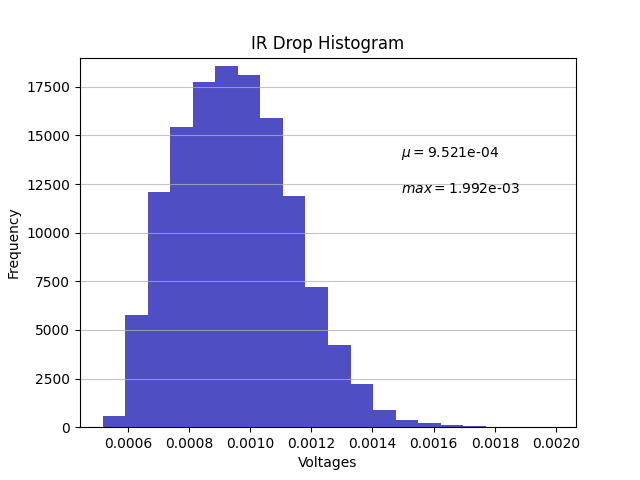 IR Drop Histogram
17500
15000
12500
10000
7500
5000
2500
0
Frequency
μ = 9.521e-04
max = 1.992e-03
0.0006 0.0008 0.0010 0.0012 0.0014 0.0016 0.0018 0.0020
Voltages